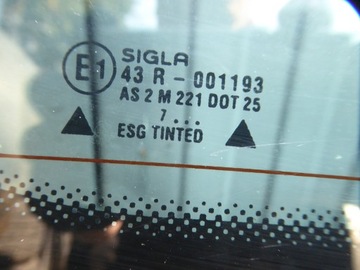 SIGLA
E1 43 R - 001193
AS 2 M 221 DOT 25
7 . . .
ESG TINTED